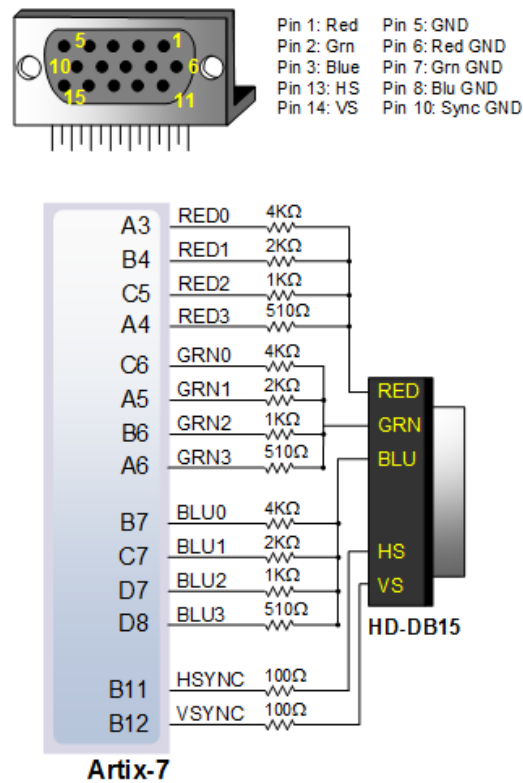 Pin 1: Red Pin 5: GND
Pin 2: Grn Pin 6: Red GND
Pin 3: Blue Pin 7: Grn GND
Pin 13: HS Pin 8: Blu GND
Pin 14: VS Pin 10: Sync GND
5 1
10 6
15 11
A3 RED0 4KΩ
B4 RED1 2KΩ
C5 RED2 1KΩ
A4 RED3 510Ω
C6 GRN0 4KΩ
A5 GRN1 2KΩ
B6 GRN2 1KΩ
A6 GRN3 510Ω
B7 BLU0 4KΩ
C7 BLU1 2KΩ
D7 BLU2 1KΩ
D8 BLU3 510Ω
B11 HSYNC 100Ω
B12 VSYNC 100Ω
RED
GRN
BLU
HS
VS
HD-DB15
Artix-7